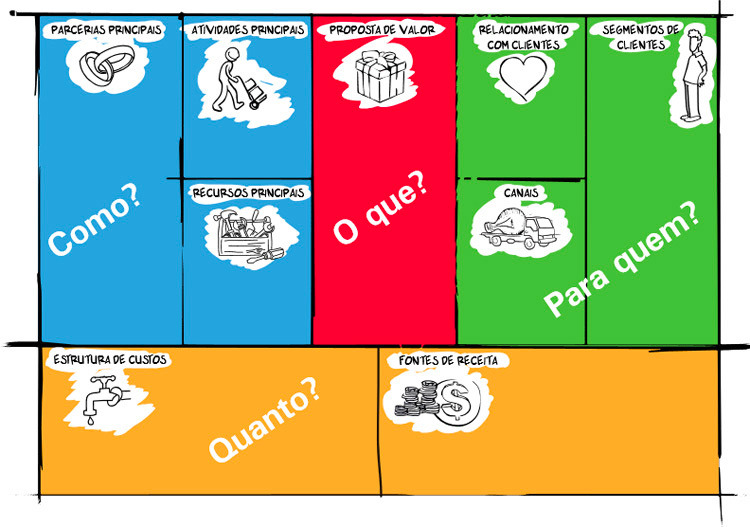 PARCERIAS PRINCIPAIS
ATIVIDADES PRINCIPAIS
PROPOSTA DE VALOR
RELACIONAMENTO
COM CLIENTES
SEGMENTOS DE
CLIENTES
RECURSOS PRINCIPAIS
CANAIS
Como?
O que?
Para quem?
ESTRUTURA DE CUSTOS
FONTES DE RECEITA
$
Quanto?